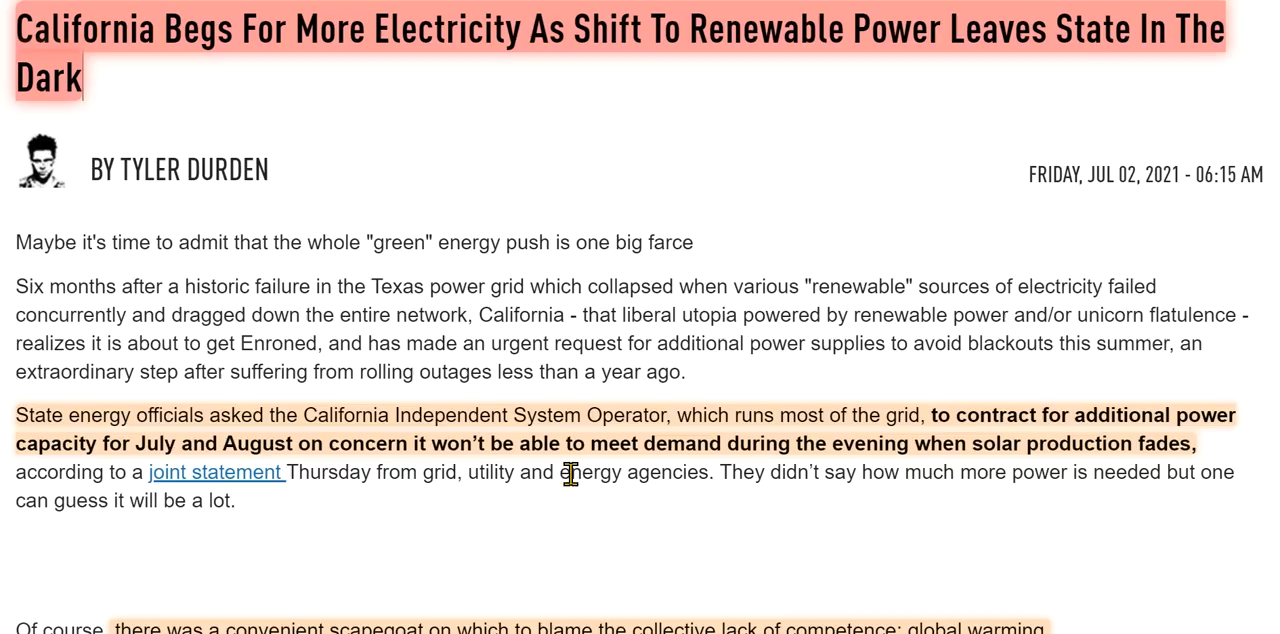 California Begs For More Electricity As Shift To Renewable Power Leaves State In The
Dark
BY TYLER DURDEN
FRIDAY, JUL 02, 2021 - 06:15 AM
Maybe it's time to admit that the whole "green" energy push is one big farce
Six months after a historic failure in the Texas power grid which collapsed when various "renewable" sources of electricity failed
concurrently and dragged down the entire network, California - that liberal utopia powered by renewable power and/or unicorn flatulence -
realizes it is about to get Enroned, and has made an urgent request for additional power supplies to avoid blackouts this summer, an
extraordinary step after suffering from rolling outages less than a year ago.
State energy officials asked the California Independent System Operator, which runs most of the grid, to contract for additional power
capacity for July and August on concern it won’t be able to meet demand during the evening when solar production fades,
according to a joint statement Thursday from grid, utility and energy agencies. They didn’t say how much more power is needed but one
can guess it will be a lot.
Of course, there was a convenient scapegoat on which to blame the collective lack of competence: global warming.